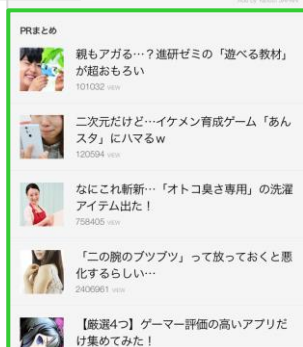 PRまとめ
親もアガる…？進研ゼミの「遊べる教材」
が超おもろい
101032 VIEW
二次元だけど…イケメン育成ゲーム「あん
スタ」にハマるw
120594 VIEW
なにこれ斬新…「オトコ臭さ専用」の洗濯
アイテム出た！
758405 VIEW
「二の腕のブツブツ」って放っておくと悪
化するらしい…
2406961 VIEW
【厳選4つ】ゲーマー評価の高いアプリだ
け集めてみた！